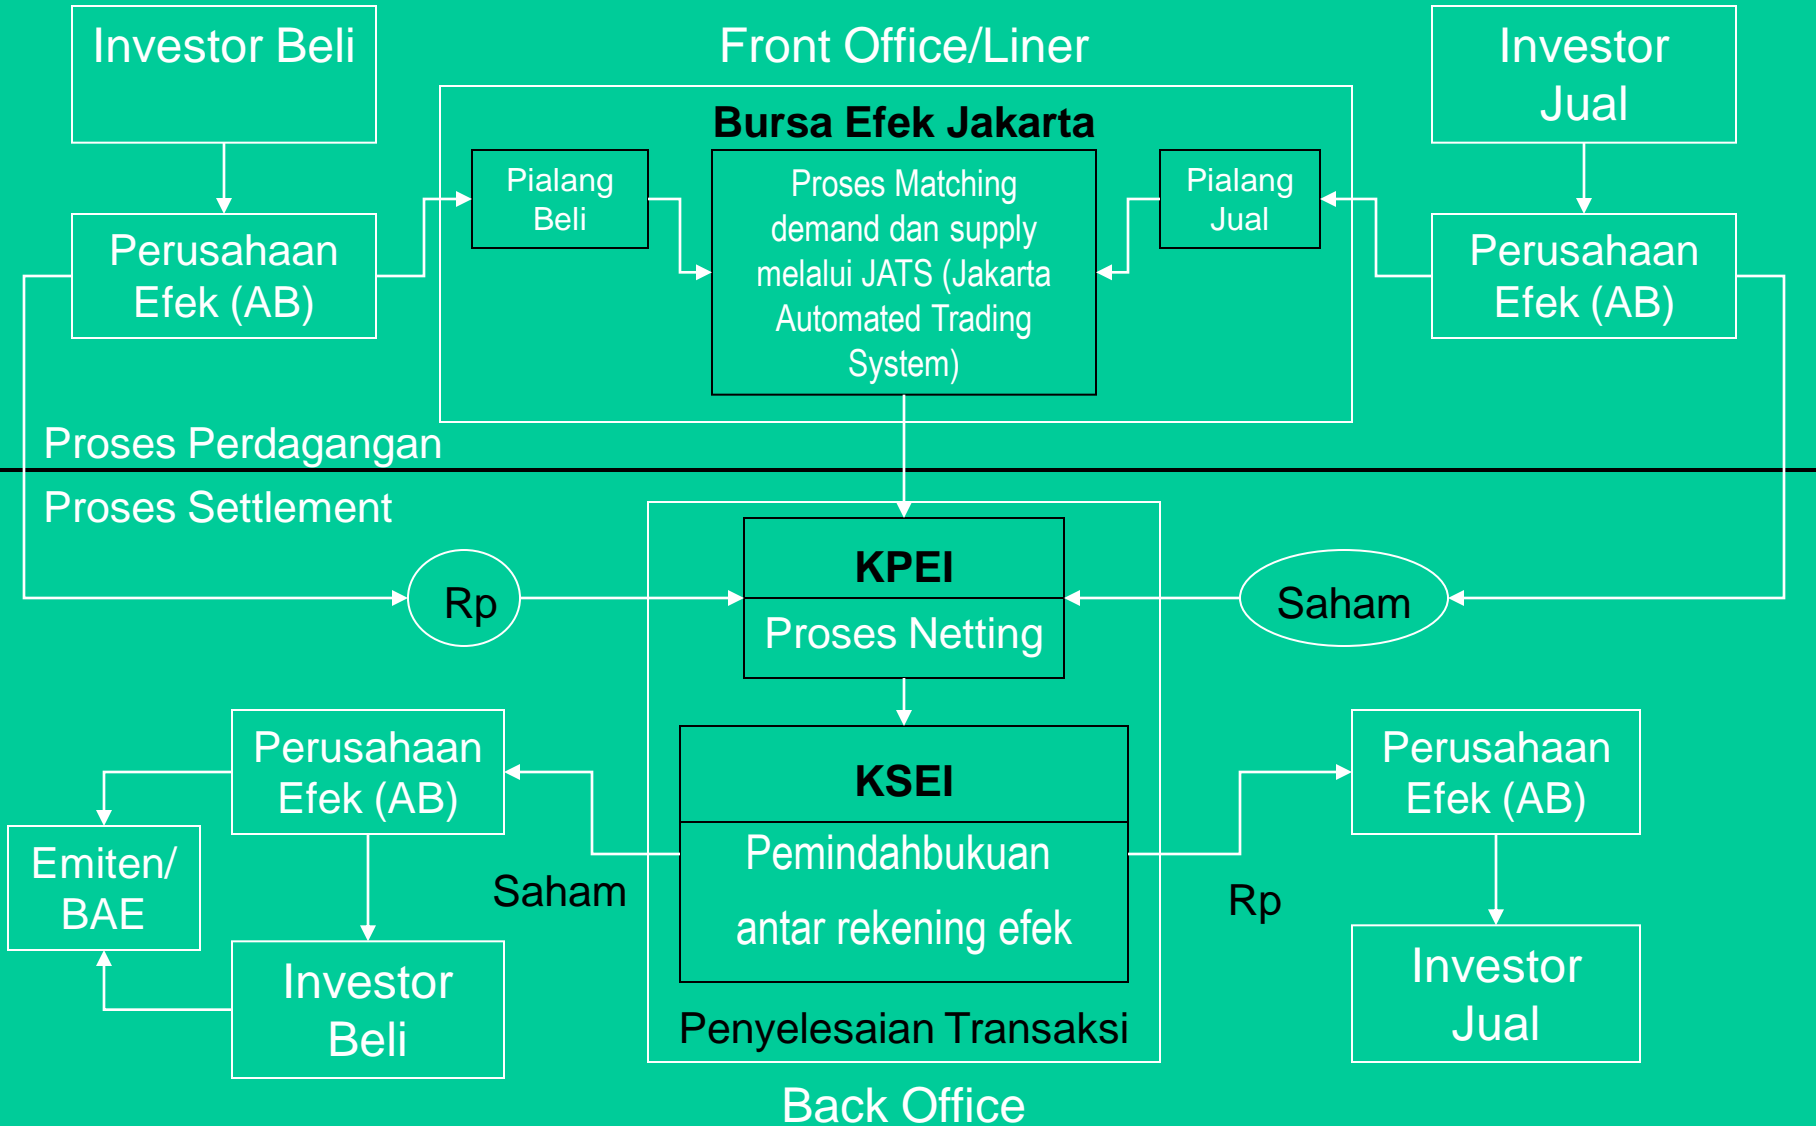 Investor Beli
Front Office/Liner
Investor
Jual
Bursa Efek Jakarta
Pialang
Beli
Proses Matching
demand dan supply
melalui JATS (Jakarta
Automated Trading
System)
Pialang
Jual
Perusahaan
Efek (AB)
Perusahaan
Efek (AB)
Proses Perdagangan
Proses Settlement
KPEI
Proses Netting
Rp
Saham
Perusahaan
Efek (AB)
KSEI
Pemindahbukuan
antar rekening efek
Perusahaan
Efek (AB)
Emiten/
BAE
Saham
Rp
Investor
Beli
Investor
Jual
Penyelesaian Transaksi
Back Office